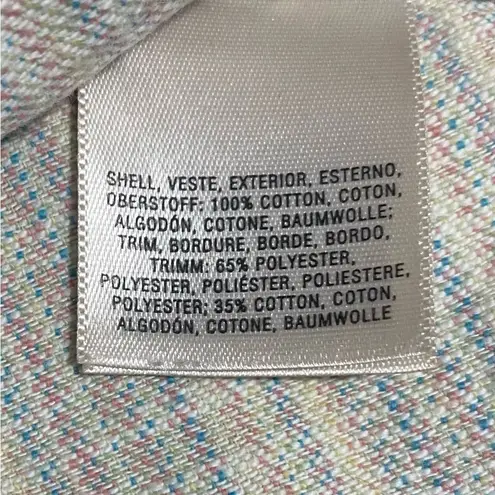 SHELL, VESTE, EXTERIOR, ESTERNO,
OBERSTOFF: 100% COTTON, COTON,
ALGODÓN, COTONE, BAUMWOLLE;
TRIM, BORDURE, BORDE, BORDO,
TRIMM: 65% POLYESTER,
POLYESTER, POLIÉSTER, POLIESTERE,
POLYESTER; 35% COTTON, COTON,
ALGODÓN, COTONE, BAUMWOLLE